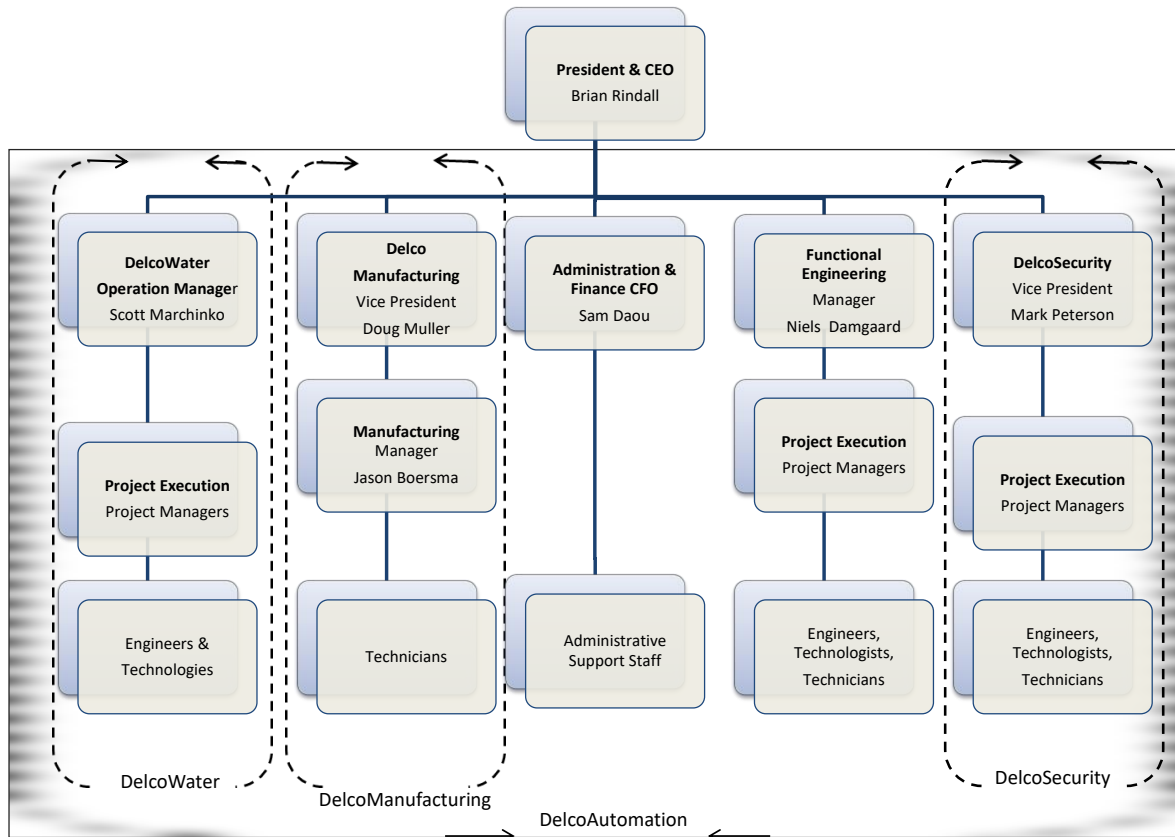 President & CEO
Brian Rindall
DelcoWater
Operation Manager
Scott Marchinko
Delco
Manufacturing
Vice President
Doug Muller
Administration &
Finance CFO
Sam Daou
Functional
Engineering
Manager
Niels Damgaard
DelcoSecurity
Vice President
Mark Peterson
Project Execution
Project Managers
Manufacturing
Manager
Jason Boersma
Project Execution
Project Managers
Project Execution
Project Managers
Engineers &
Technologies
Technicians
Administrative
Support Staff
Engineers,
Technologists,
Technicians
Engineers,
Technologists,
Technicians
DelcoWater
DelcoManufacturing
DelcoSecurity
DelcoAutomation